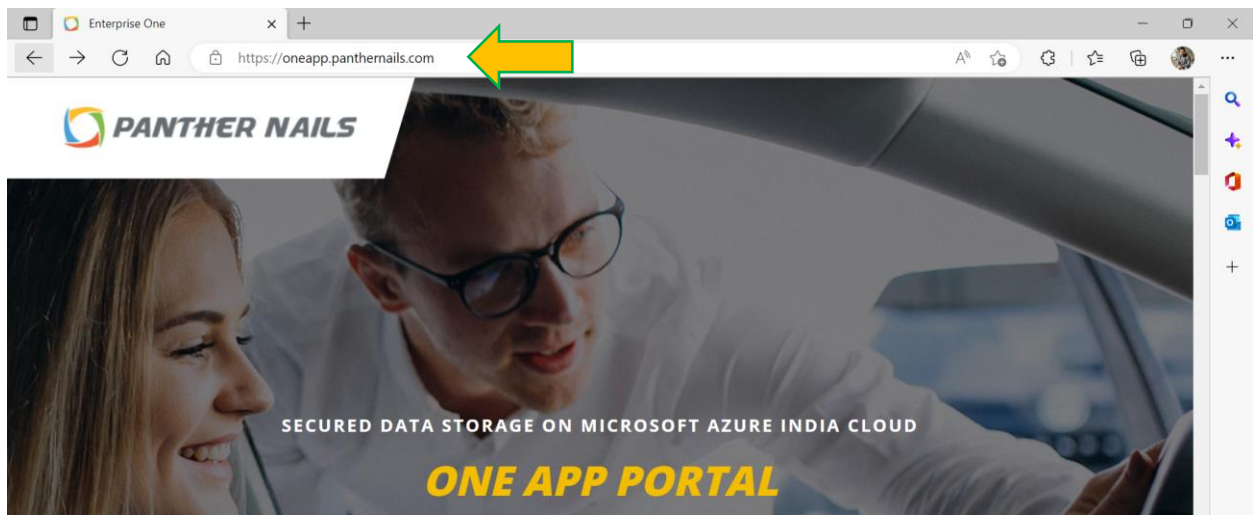 Enterprise One
https://oneapp.panthernails.com
PANTHER NAILS
SECURED DATA STORAGE ON MICROSOFT AZURE INDIA CLOUD
ONE APP PORTAL